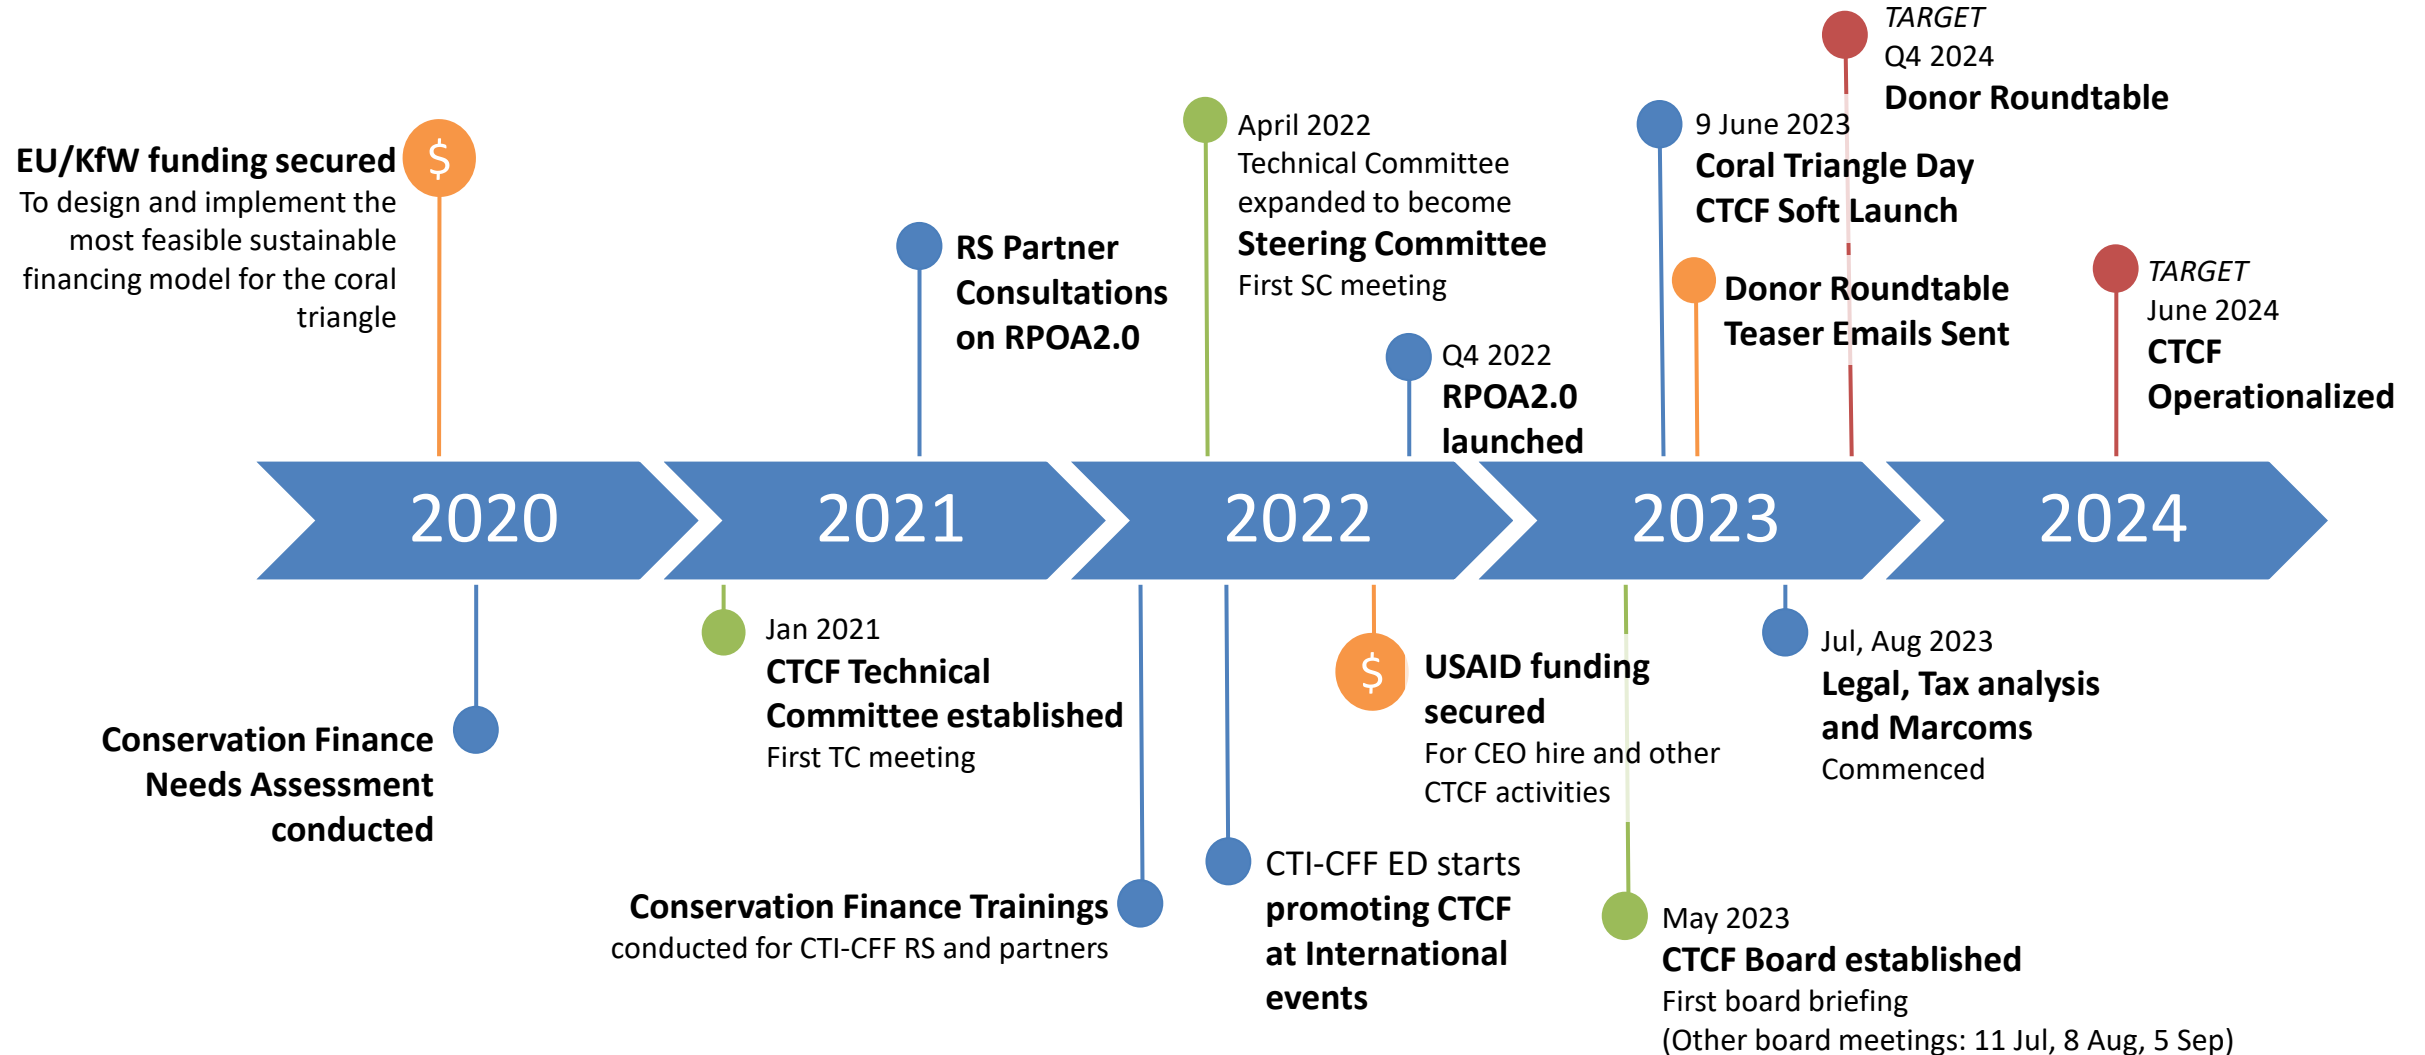 EU/KfW funding secured
To design and implement the
most feasible sustainable
financing model for the coral
triangle
$
RS Partner
Consultations
on RPOA2.0
April 2022
Technical Committee
expanded to become
Steering Committee
First SC meeting
Q4 2022
RPOA2.0
launched
9 June 2023
Coral Triangle Day
CTCF Soft Launch
Donor Roundtable
Teaser Emails Sent
TARGET
Q4 2024
Donor Roundtable
TARGET
June 2024
CTCF
Operationalized
2020
2021
2022
2023
2024
Conservation Finance
Needs Assessment
conducted
Jan 2021
CTCF Technical
Committee established
First TC meeting
Conservation Finance Trainings
conducted for CTI-CFF RS and partners
CTI-CFF ED starts
promoting CTCF
at International
events
$
USAID funding
secured
For CEO hire and other
CTCF activities
May 2023
CTCF Board established
First board briefing
(Other board meetings: 11 Jul, 8 Aug, 5 Sep)
Jul, Aug 2023
Legal, Tax analysis
and Marcoms
Commenced